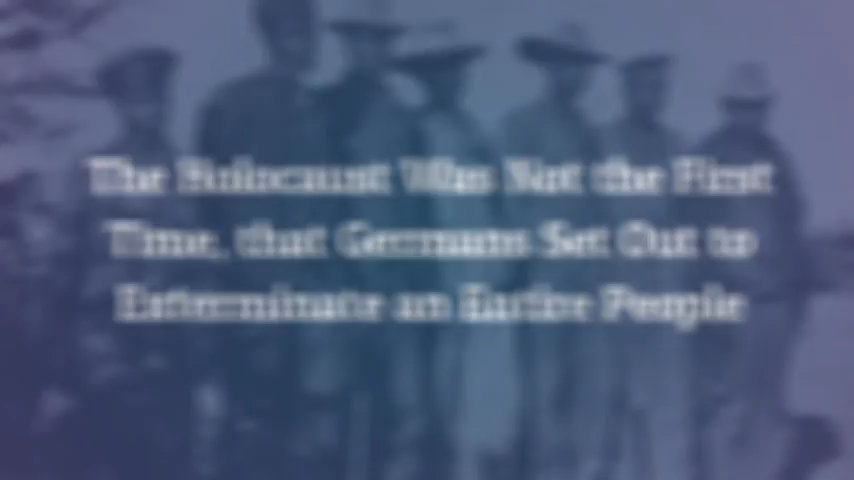 The Holocaust Was Not the First
Time, that Germans Set Out to
Exterminate an Entire People